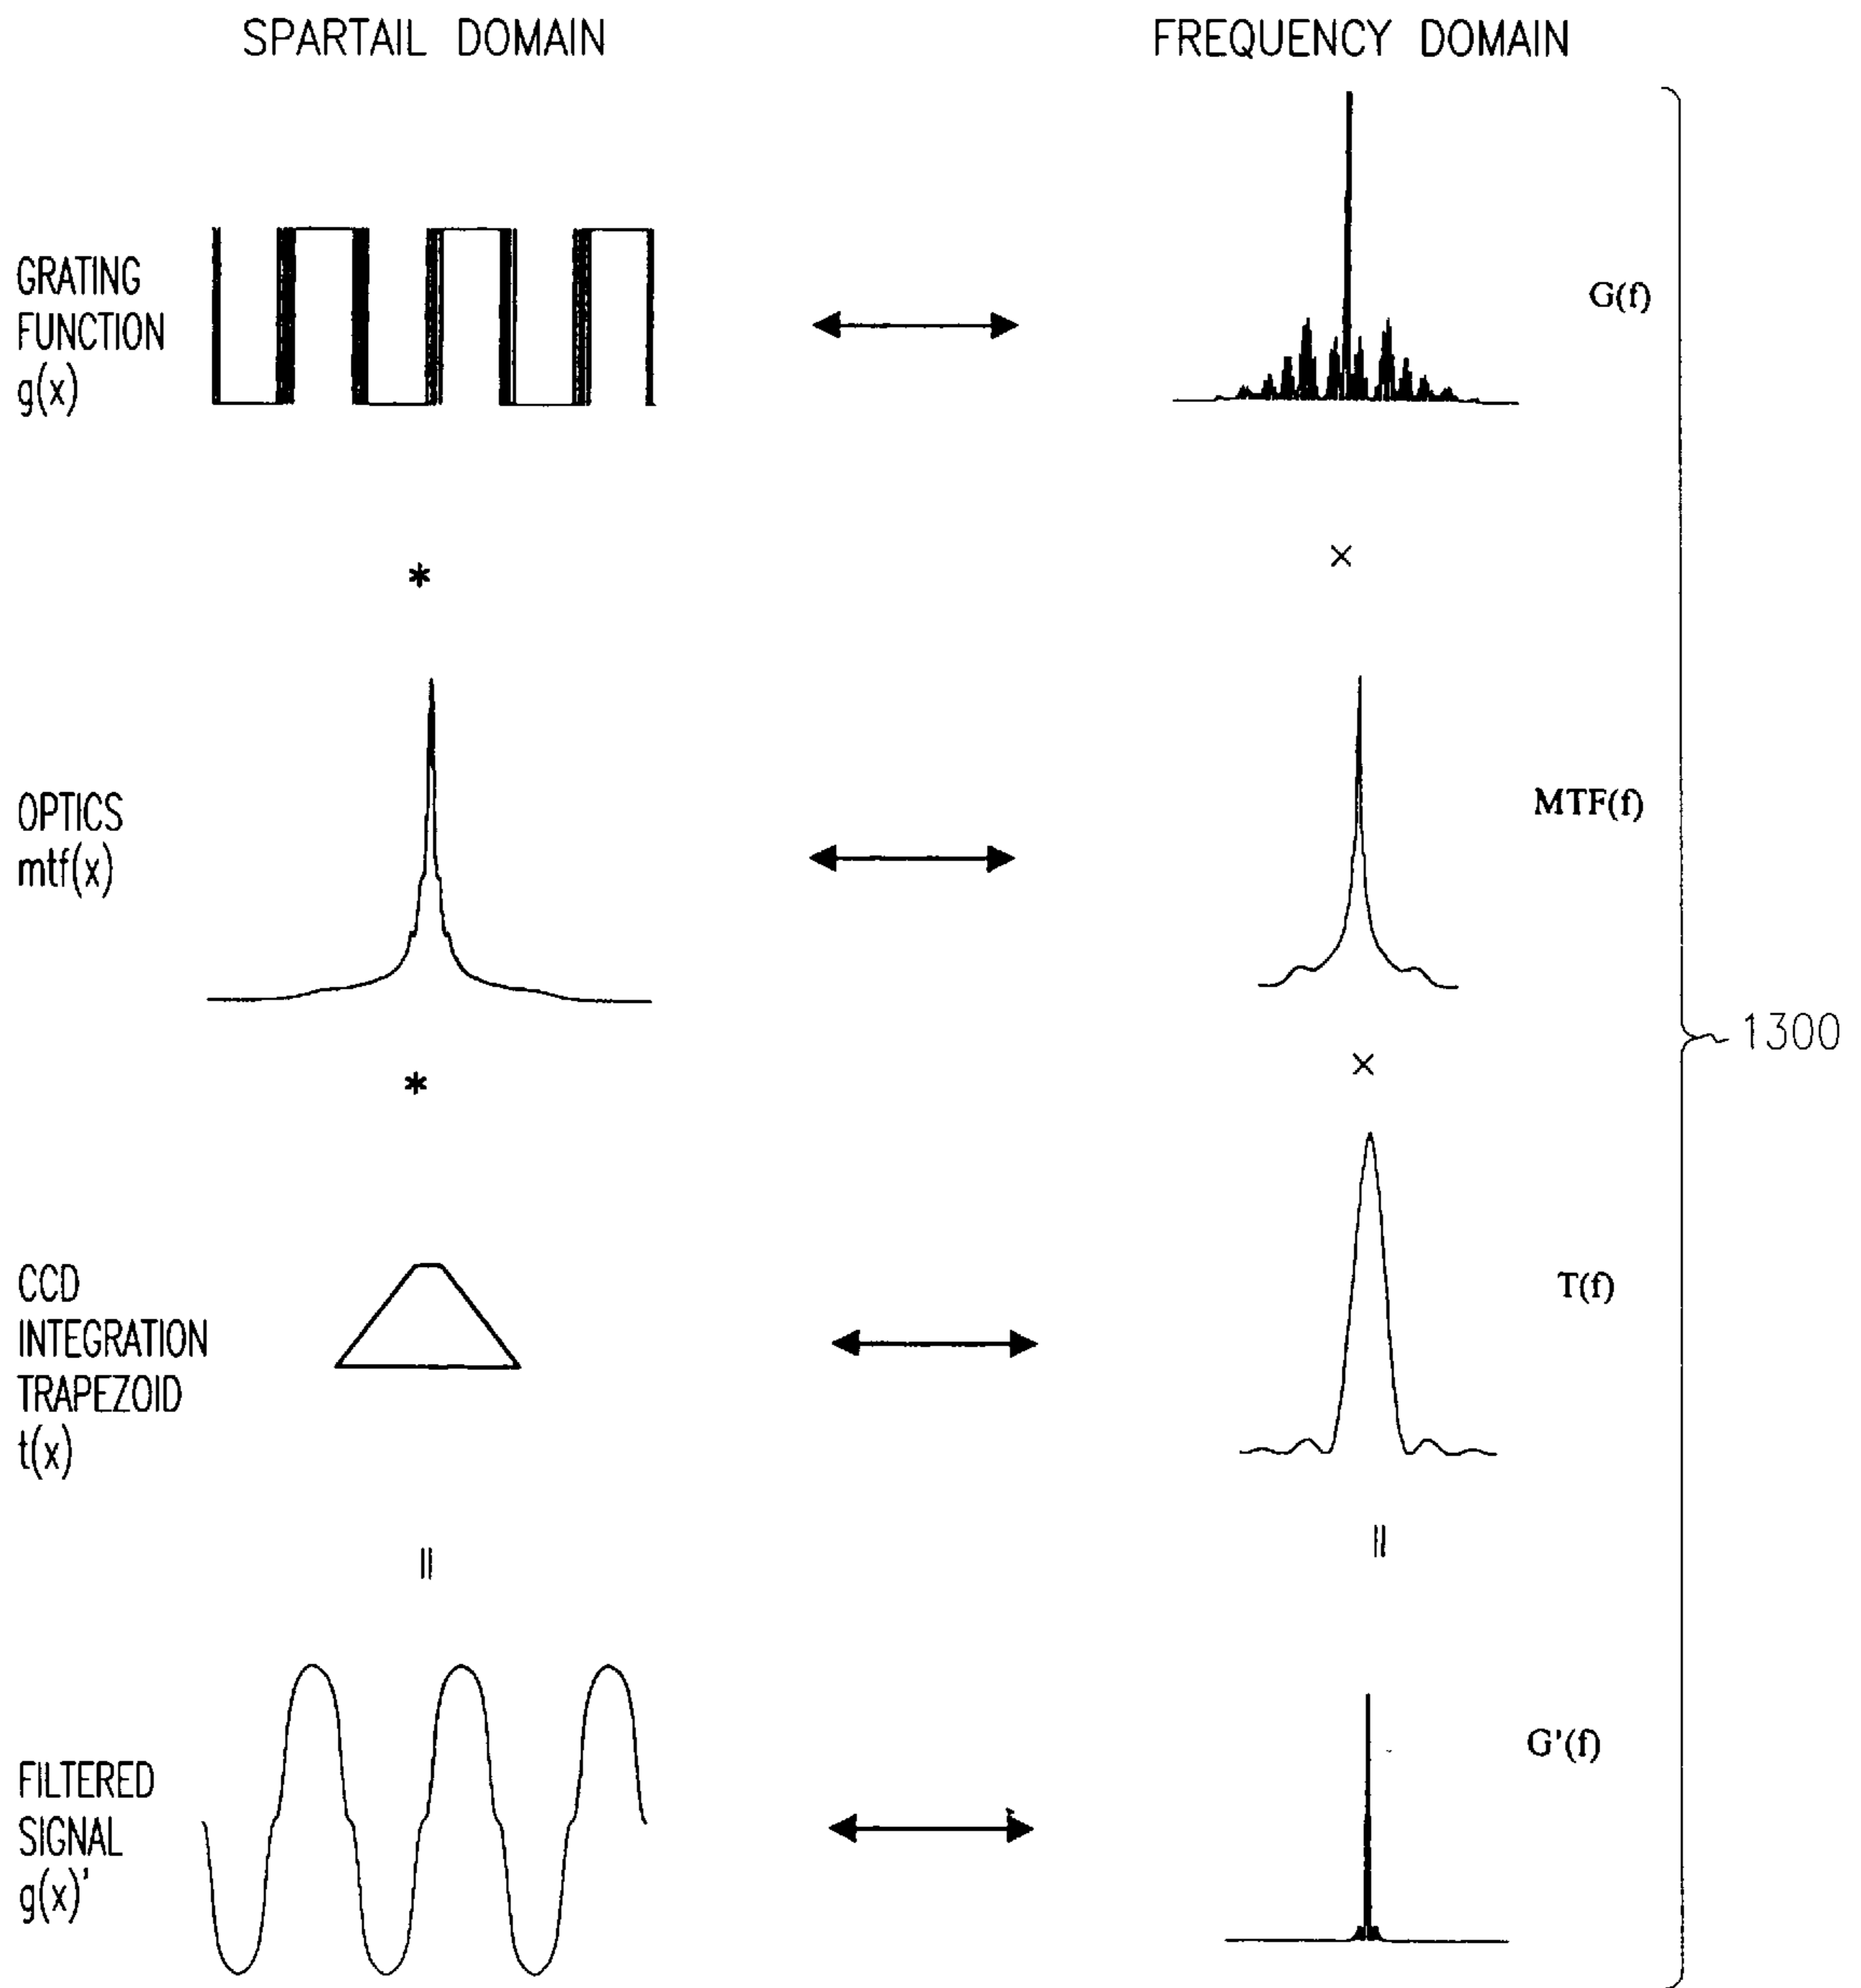 SPARTAIL DOMAIN
FREQUENCY DOMAIN
GRATING
FUNCTION
g(x)
G(f)
*
×
OPTICS
mtf(x)
MTF(f)
1300
*
×
CCD
INTEGRATION
TRAPEZOID
t(x)
T(f)
=
=
FILTERED
SIGNAL
g(x)'
G'(f)